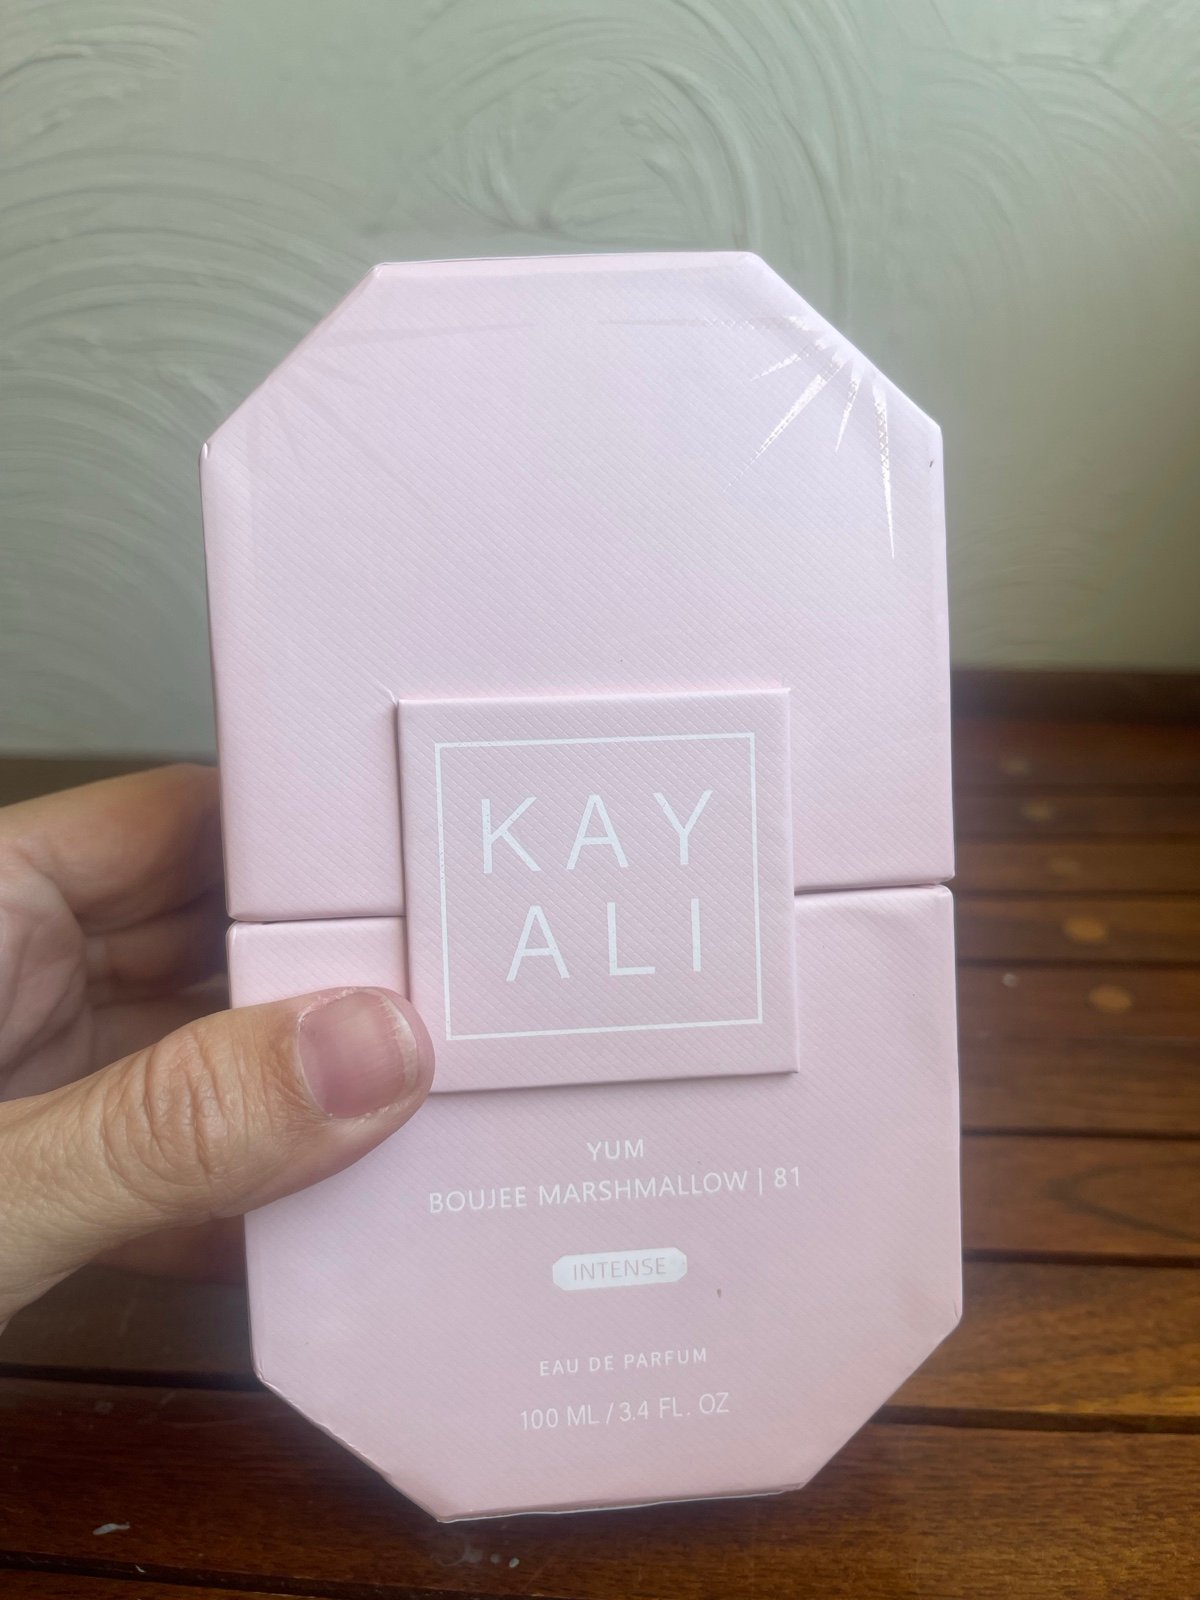 KAY
ALI
YUM
BOUJEE MARSHMALLOW | 81
INTENSE
EAU DE PARFUM
100 ML / 3.4 FL. OZ